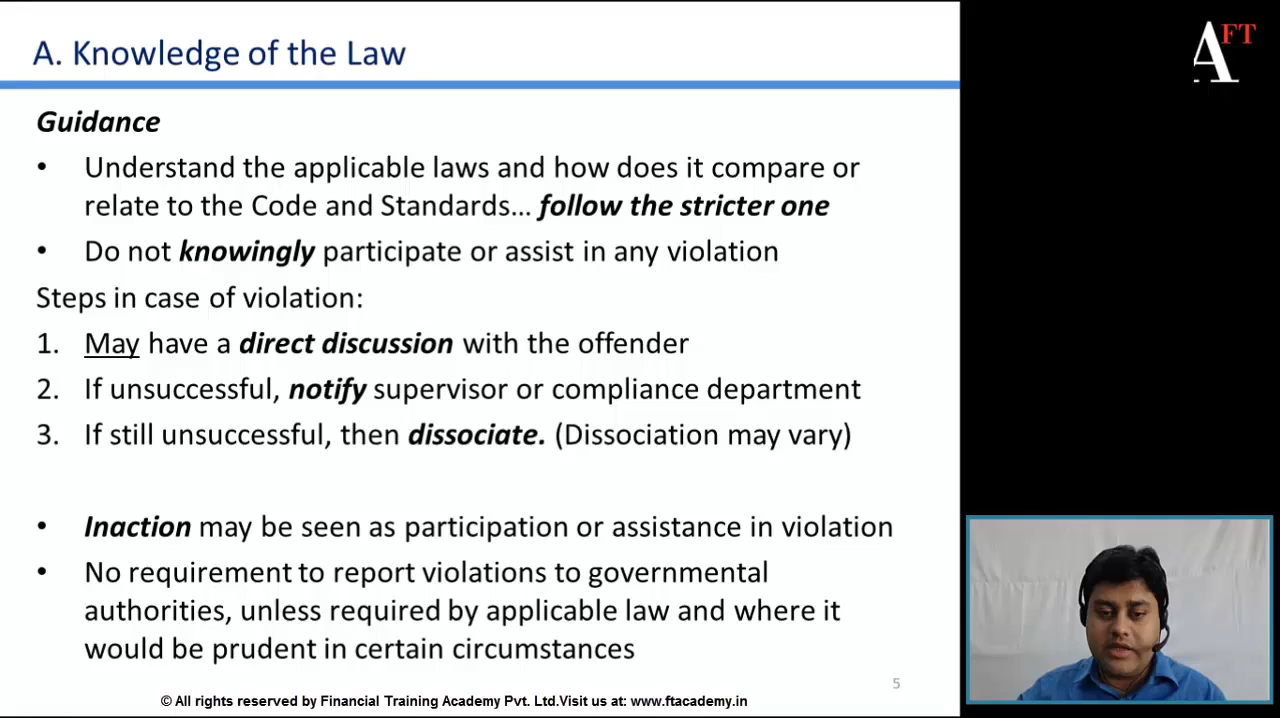 A. Knowledge of the Law
AFT
Guidance
• Understand the applicable laws and how does it compare or
relate to the Code and Standards… follow the stricter one
• Do not knowingly participate or assist in any violation
Steps in case of violation:
1. May have a direct discussion with the offender
2. If unsuccessful, notify supervisor or compliance department
3. If still unsuccessful, then dissociate. (Dissociation may vary)
• Inaction may be seen as participation or assistance in violation
• No requirement to report violations to governmental
authorities, unless required by applicable law and where it
would be prudent in certain circumstances
5
© All rights reserved by Financial Training Academy Pvt. Ltd.Visit us at: www.ftacademy.in